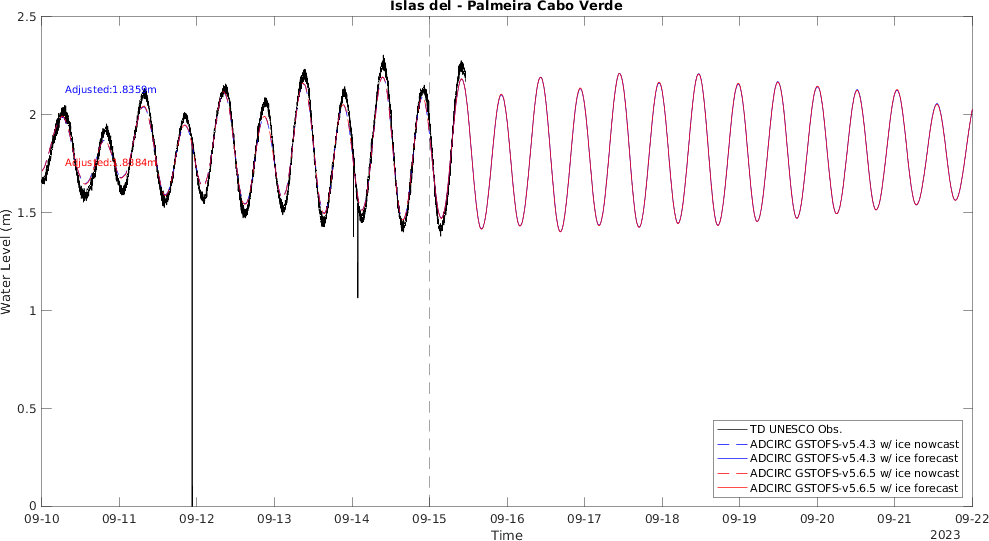 Islas del - Palmeira Cabo Verde
Water Level (m)
2.5
2
1.5
1
0.5
0
Adjusted:1.8359m
Adjusted:1.8384m
TD UNESCO Obs.
ADCIRC GSTOFS-v5.4.3 w/ ice nowcast
ADCIRC GSTOFS-v5.4.3 w/ ice forecast
ADCIRC GSTOFS-v5.6.5 w/ ice nowcast
ADCIRC GSTOFS-v5.6.5 w/ ice forecast
09-10 09-11 09-12 09-13 09-14 09-15 09-16 09-17 09-18 09-19 09-20 09-21 09-22
Time
2023